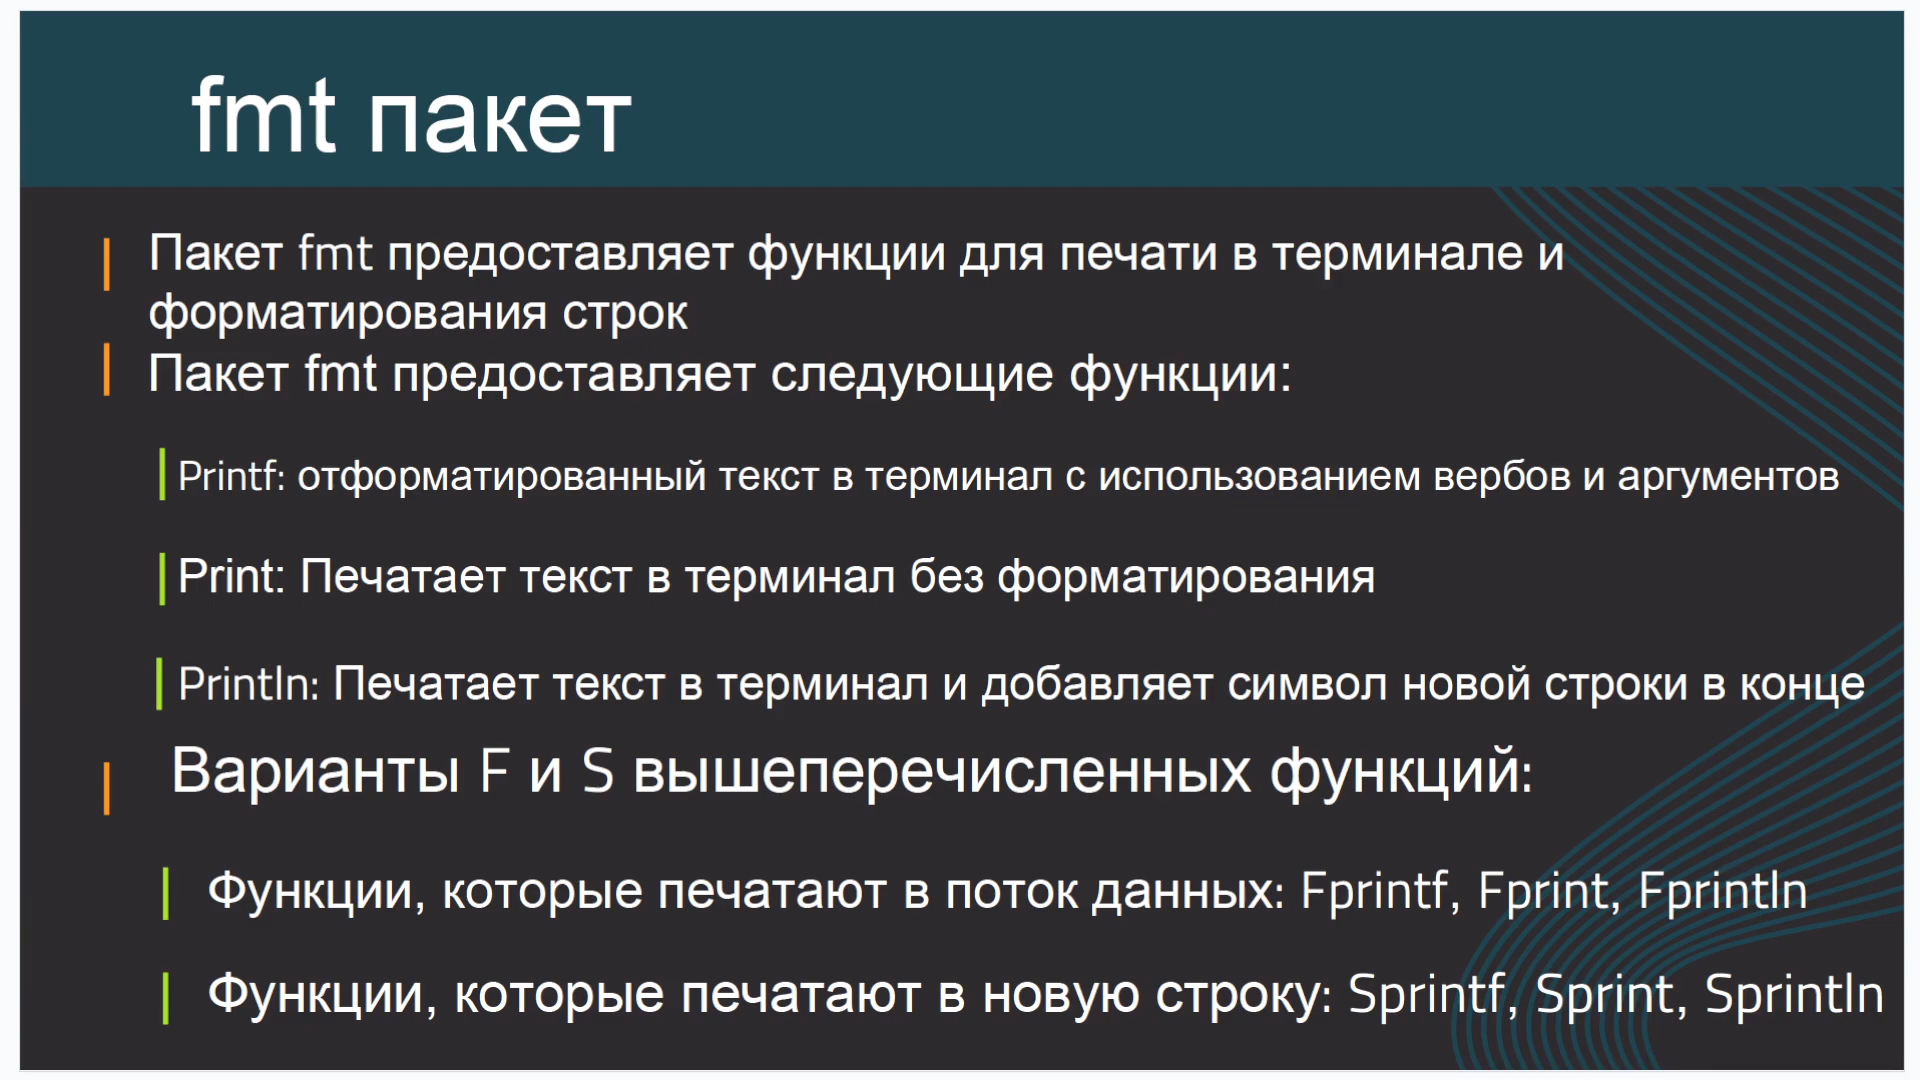 fmt пакет
Пакет fmt предоставляет функции для печати в терминале и
форматирования строк
Пакет fmt предоставляет следующие функции:
Printf: отформатированный текст в терминал с использованием вербов и аргументов
Print: Печатает текст в терминал без форматирования
Println: Печатает текст в терминал и добавляет символ новой строки в конце
Варианты F и S вышеперечисленных функций:
Функции, которые печатают в поток данных: Fprintf, Fprint, Fprintln
Функции, которые печатают в новую строку: Sprintf, Sprint, Sprintln